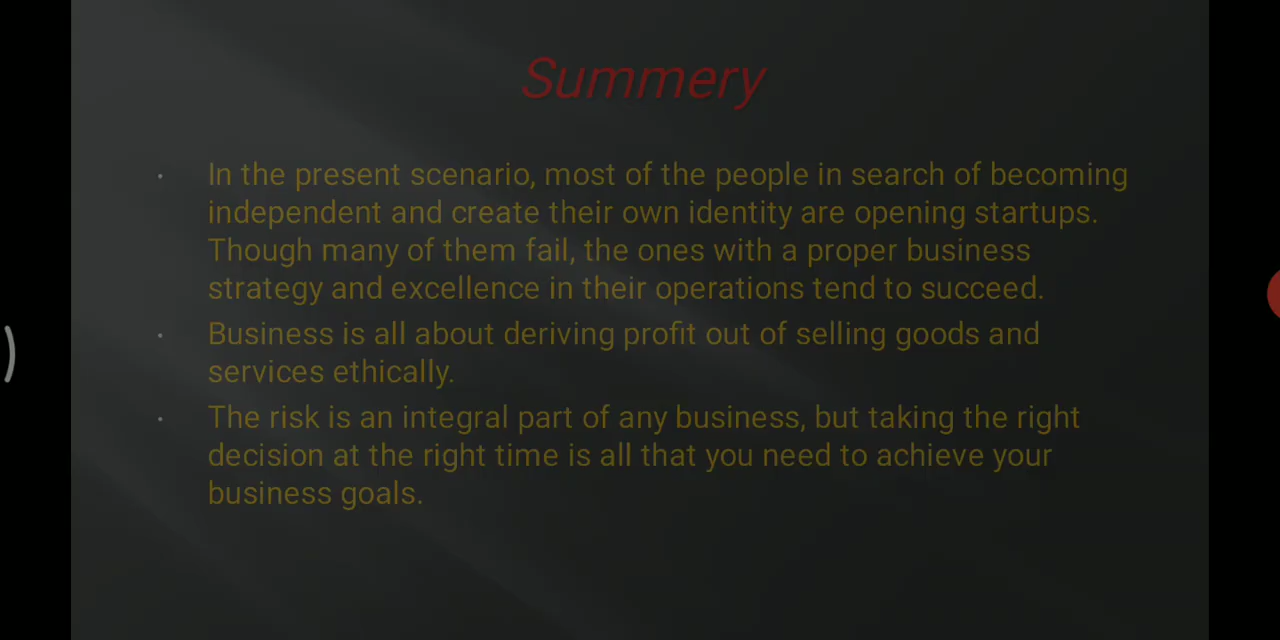 Summery
· In the present scenario, most of the people in search of becoming
independent and create their own identity are opening startups.
Though many of them fail, the ones with a proper business
strategy and excellence in their operations tend to succeed.
· Business is all about deriving profit out of selling goods and
services ethically.
· The risk is an integral part of any business, but taking the right
decision at the right time is all that you need to achieve your
business goals.